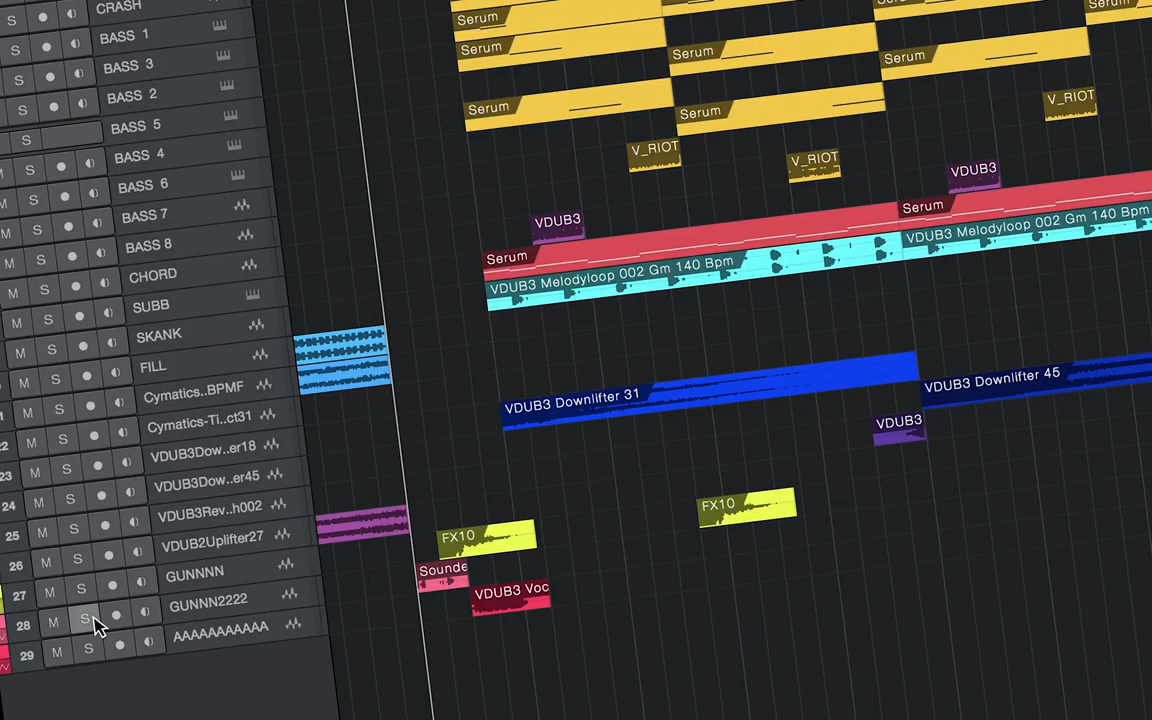 CRASH
S
BASS 1
S
BASS 3
S
BASS 2
S
BASS 5
S
BASS 4
M S
BASS 6
M S
BASS 7
M S
BASS 8
M S
CHORD
M S
SUBB
M S
SKANK
M S
FILL
M S
Cymatics..BPMF
M S
Cymatics-Ti..ct31
22 M S
VDUB3Dow..er18
23 M S
VDUB3Dow..er45
24 M S
VDUB3Rev..h002
25 M S
VDUB2Uplifter27
26 M S
GUNNNN
27 M S
GUNNN2222
28 M S
AAAAAAAAAAA
29 M S
Serum
Serum
Serum
Serum
Serum
Serum
Serum
V_RIOT
V_RIOT
V_RIOT
VDUB3
VDUB3
Serum
Serum
VDUB3 Melodyloop 002 Gm 140 Bpm
VDUB3 Melodyloop 002 Gm 140 Bpm
VDUB3 Downlifter 31
VDUB3 Downlifter 45
VDUB3
FX10
FX10
Sounde
VDUB3 Voc